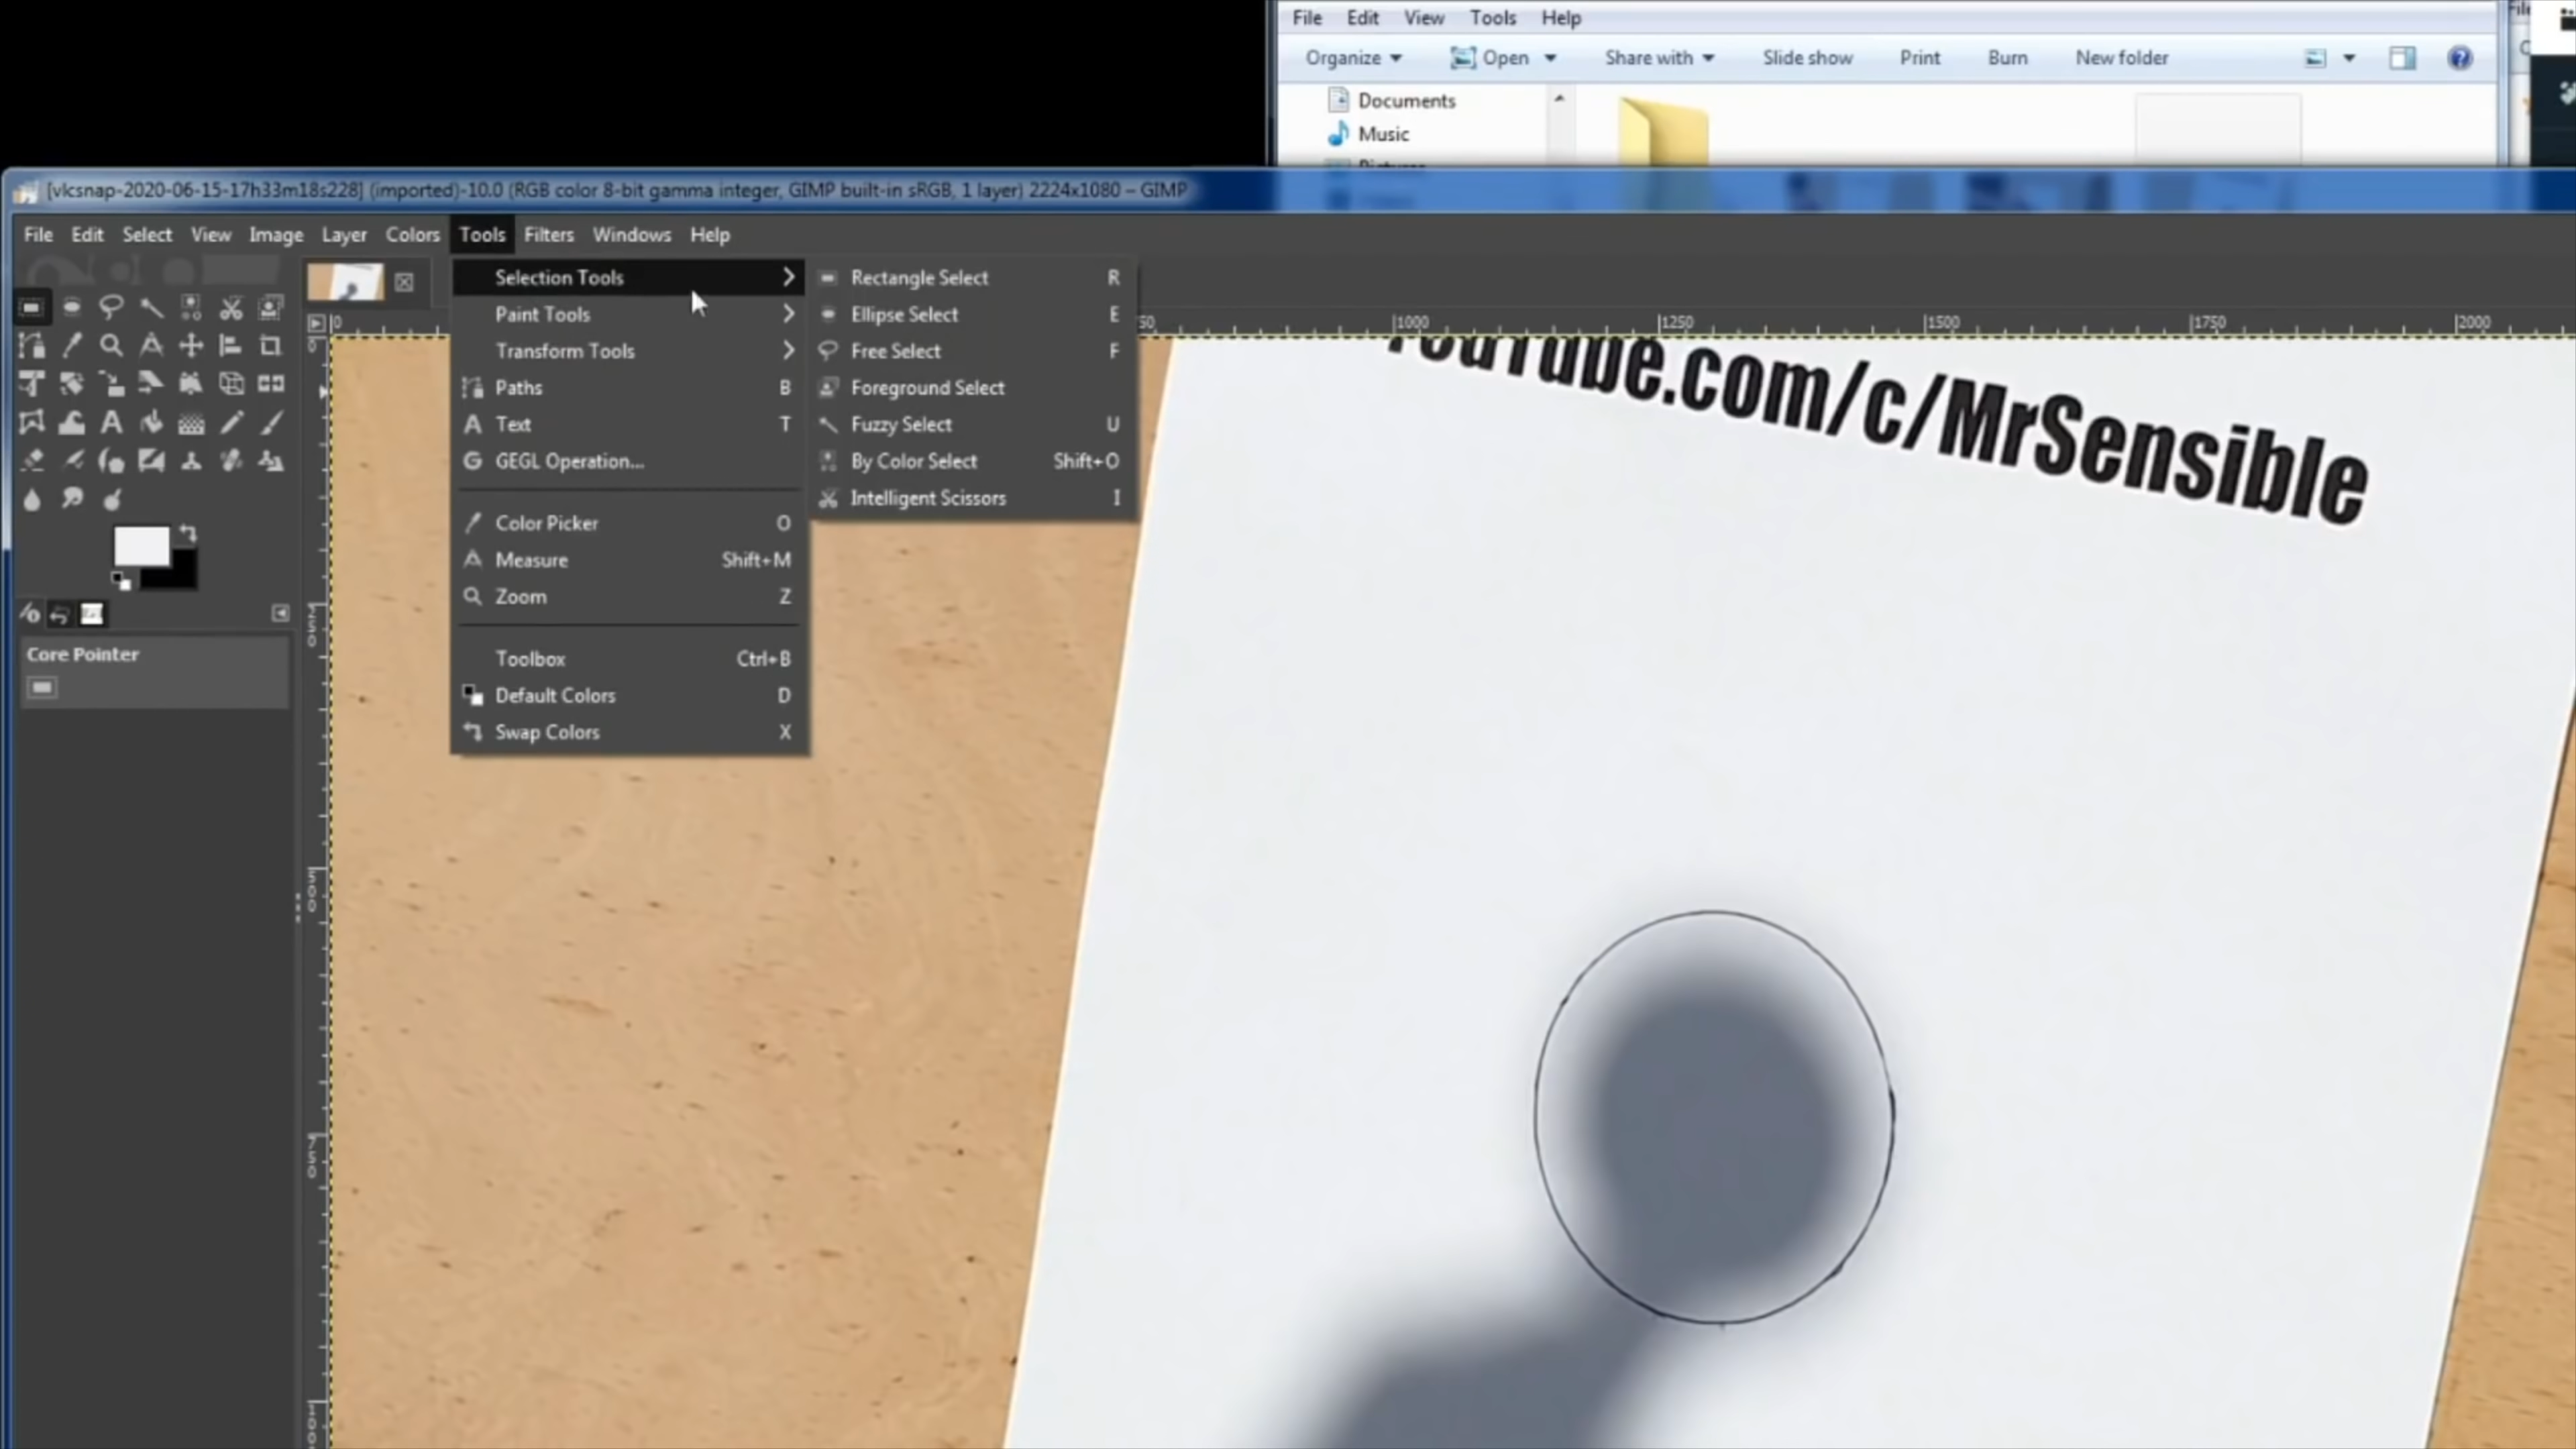 File Edit View Tools Help
Organize Open Share with Slide show Print Burn New folder
Documents
Music
[vlcsnap-2020-06-15-17h33m18s228] (imported)-10.0 (RGB color 8-bit gamma integer, GIMP built-in sRGB, 1 layer) 2224x1080 – GIMP
File Edit Select View Image Layer Colors Tools Filters Windows Help
Selection Tools
Paint Tools
Transform Tools
Paths B
Text T
GEGL Operation...
Color Picker O
Measure Shift+M
Zoom Z
Toolbox Ctrl+B
Default Colors D
Swap Colors X
Rectangle Select R
Ellipse Select E
Free Select F
Foreground Select
Fuzzy Select U
By Color Select Shift+O
Intelligent Scissors I
0 1000 1250 1500 1750 2000
250
500
750
Core Pointer
YouTube.com/c/MrSensible